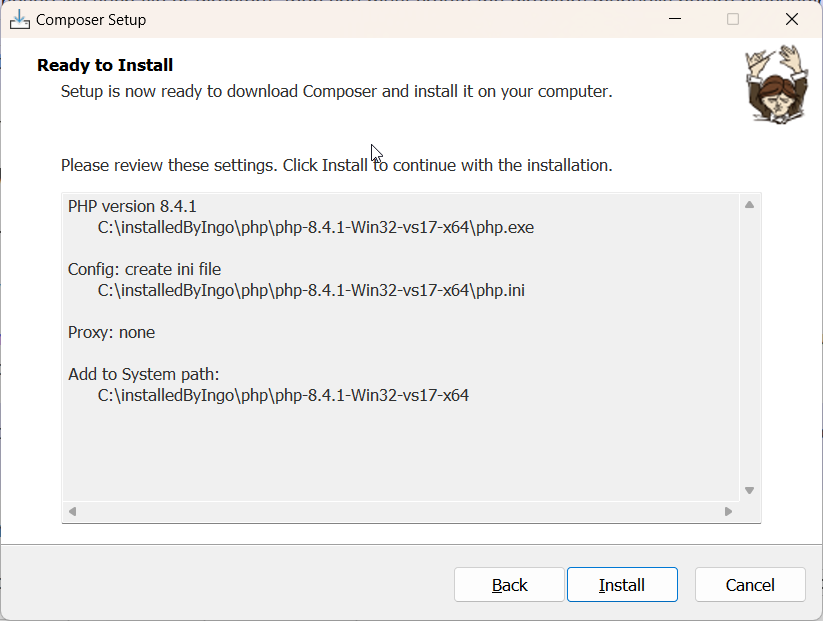 Composer Setup
Ready to Install
Setup is now ready to download Composer and install it on your computer.
Please review these settings. Click Install to continue with the installation.
PHP version 8.4.1
C:\installedByIngo\php\php-8.4.1-Win32-vs17-x64\php.exe
Config: create ini file
C:\installedByIngo\php\php-8.4.1-Win32-vs17-x64\php.ini
Proxy: none
Add to System path:
C:\installedByIngo\php\php-8.4.1-Win32-vs17-x64
Back
Install
Cancel